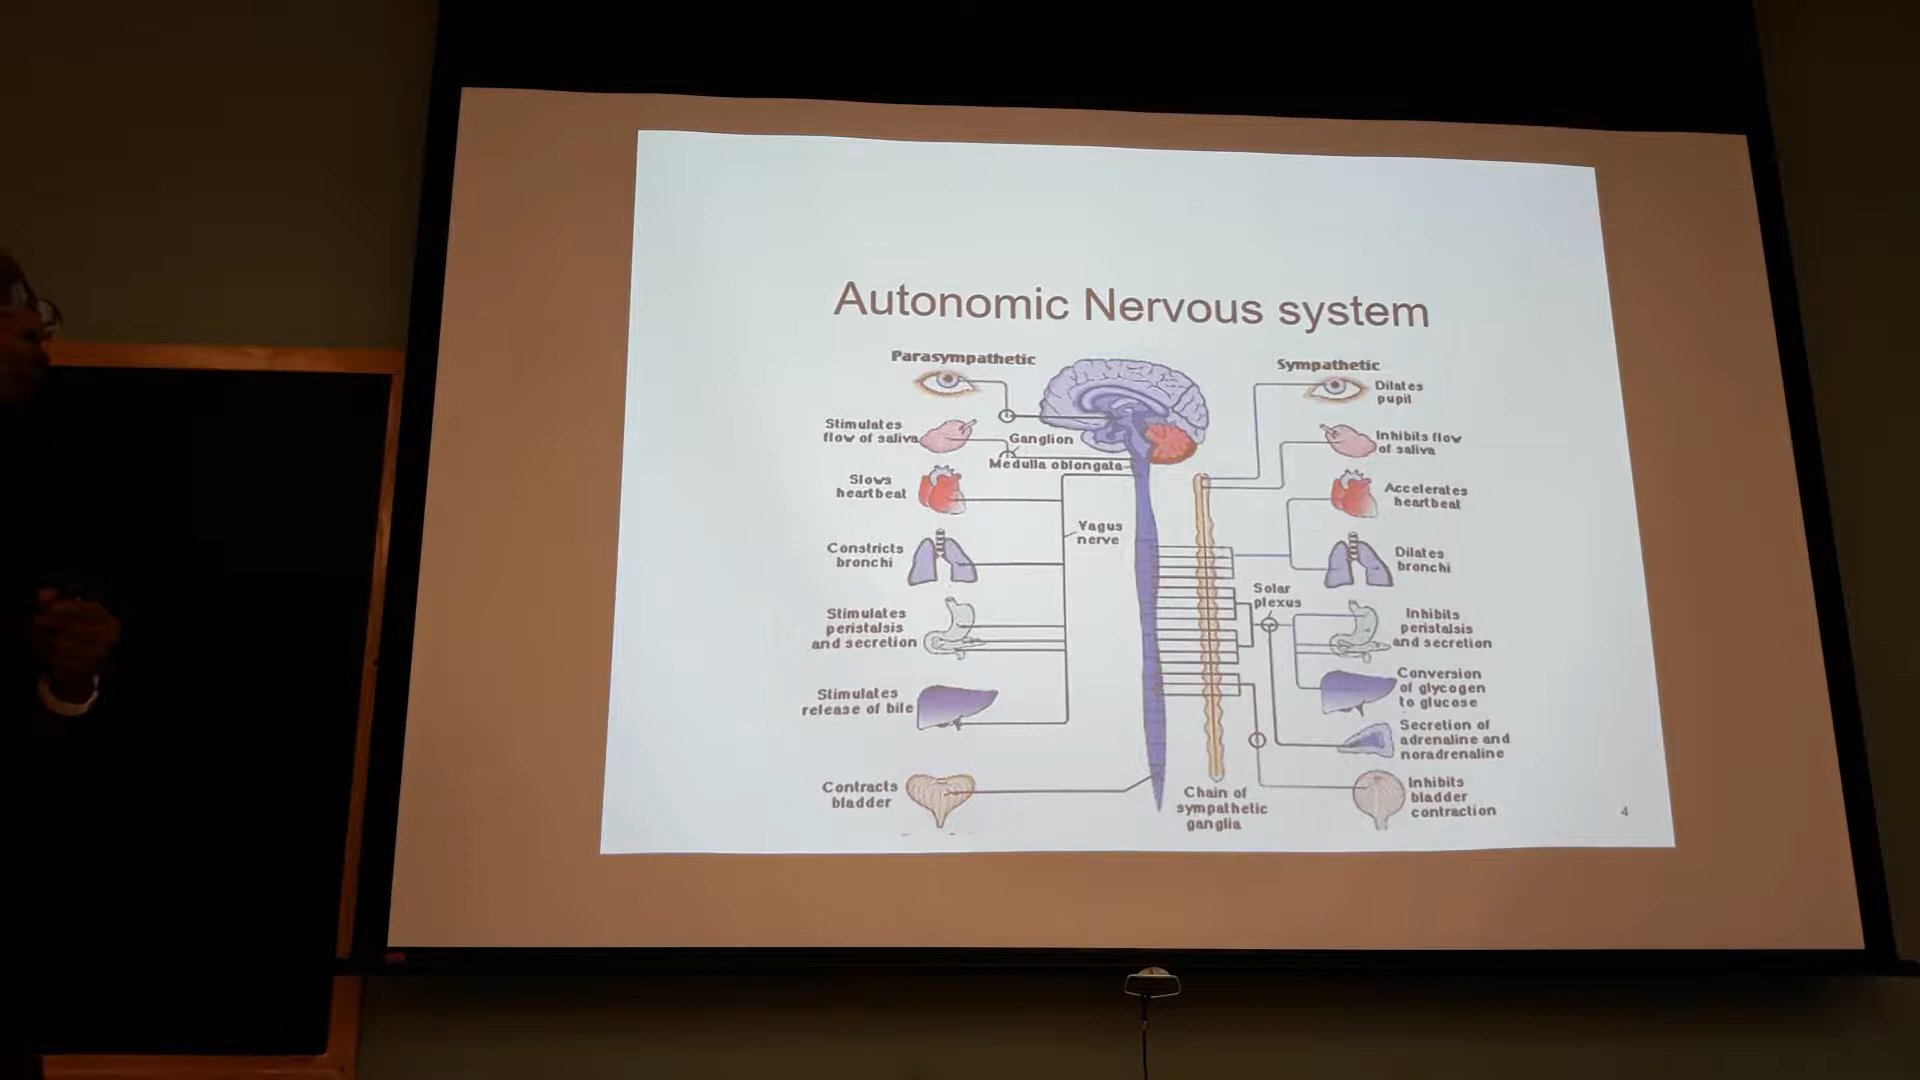 Autonomic Nervous system
Parasympathetic
Stimulates
flow of saliva
Ganglion
Medulla oblongata
Slows
heartbeat
Vagus
nerve
Constricts
bronchi
Stimulates
peristalsis
and secretion
Stimulates
release of bile
Contracts
bladder
Sympathetic
Dilates
pupil
Inhibits flow
of saliva
Accelerates
heartbeat
Dilates
bronchi
Solar
plexus
Inhibits
peristalsis
and secretion
Conversion
of glycogen
to glucose
Secretion of
adrenaline and
noradrenaline
Inhibits
bladder
contraction
Chain of
sympathetic
ganglia
4